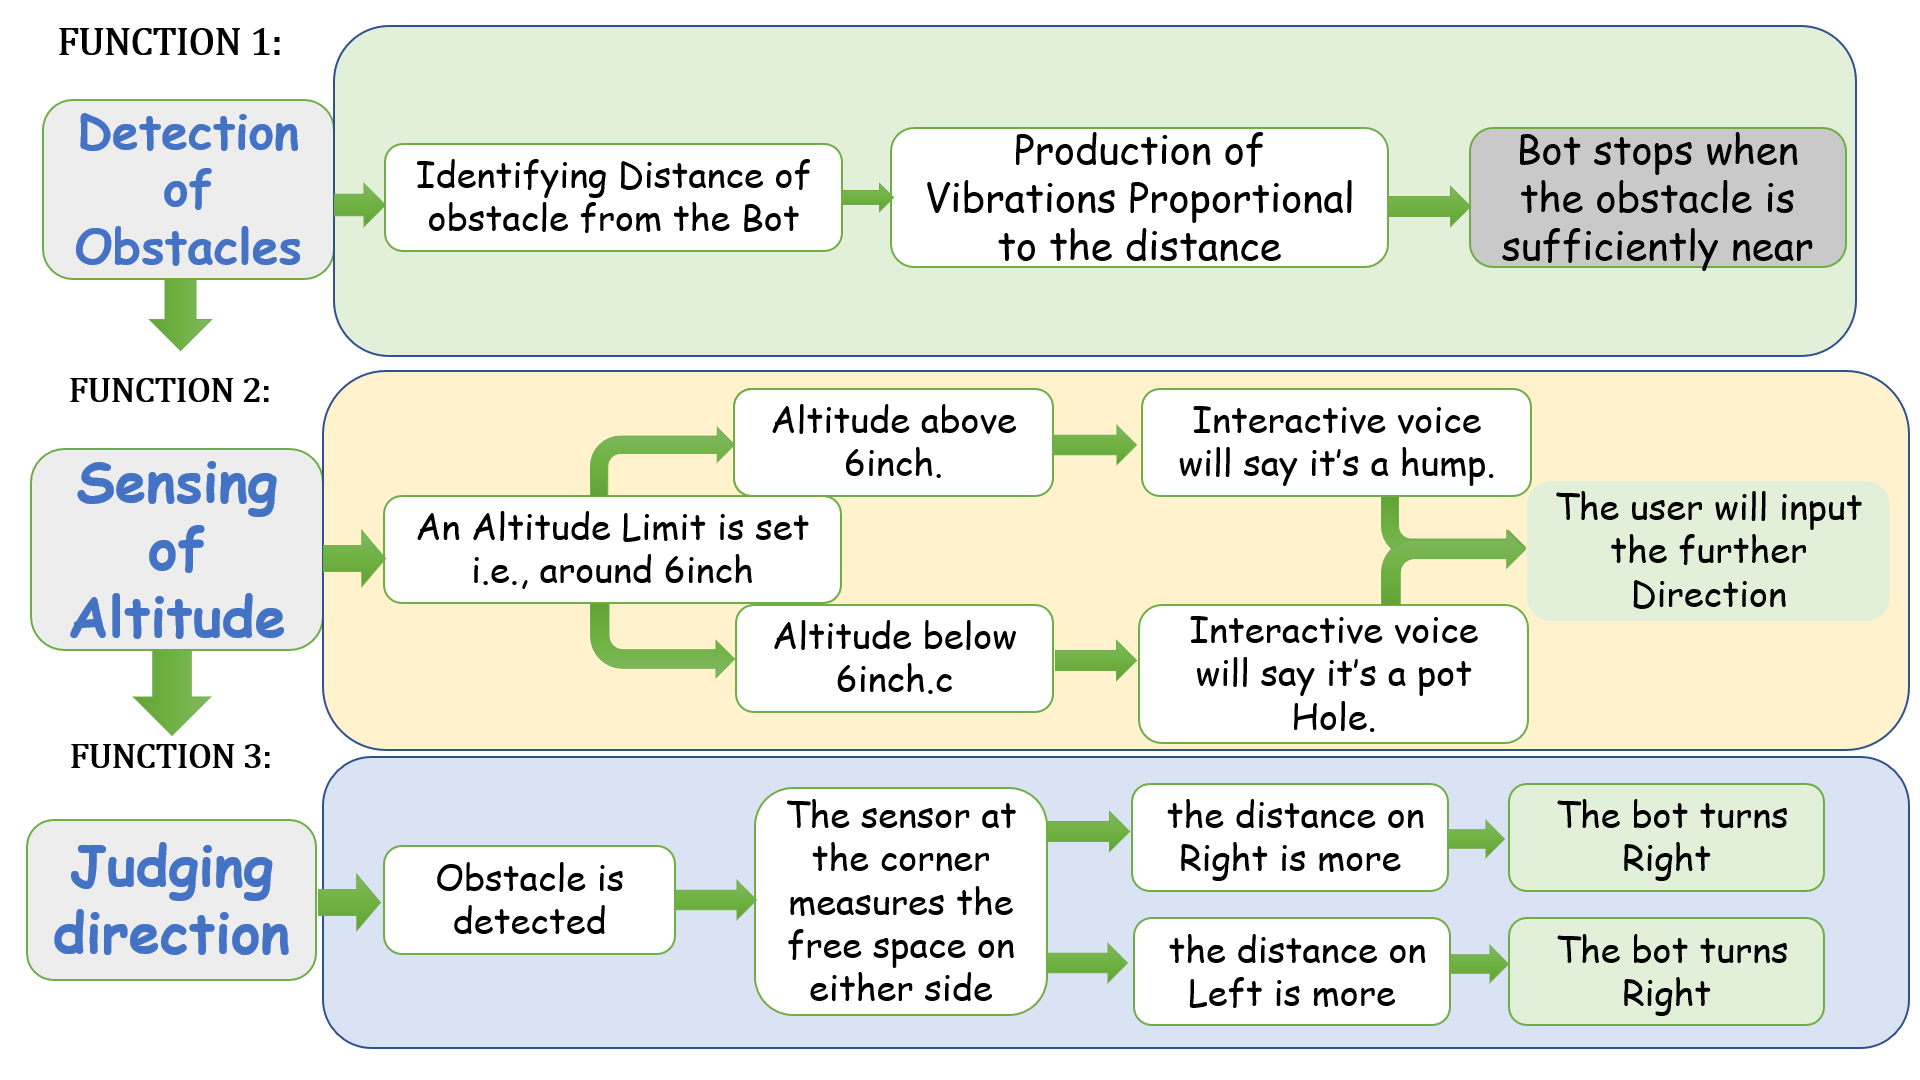 FUNCTION 1:
Detection
of
Obstacles
Identifying Distance of
obstacle from the Bot
Production of
Vibrations Proportional
to the distance
Bot stops when
the obstacle is
sufficiently near
FUNCTION 2:
Sensing
of
Altitude
An Altitude Limit is set
i.e., around 6inch
Altitude above
6inch.
Interactive voice
will say it's a hump.
Altitude below
6inch.c
Interactive voice
will say it's a pot
Hole.
The user will input
the further
Direction
FUNCTION 3:
Judging
direction
Obstacle is
detected
The sensor at
the corner
measures the
free space on
either side
the distance on
Right is more
The bot turns
Right
the distance on
Left is more
The bot turns
Right